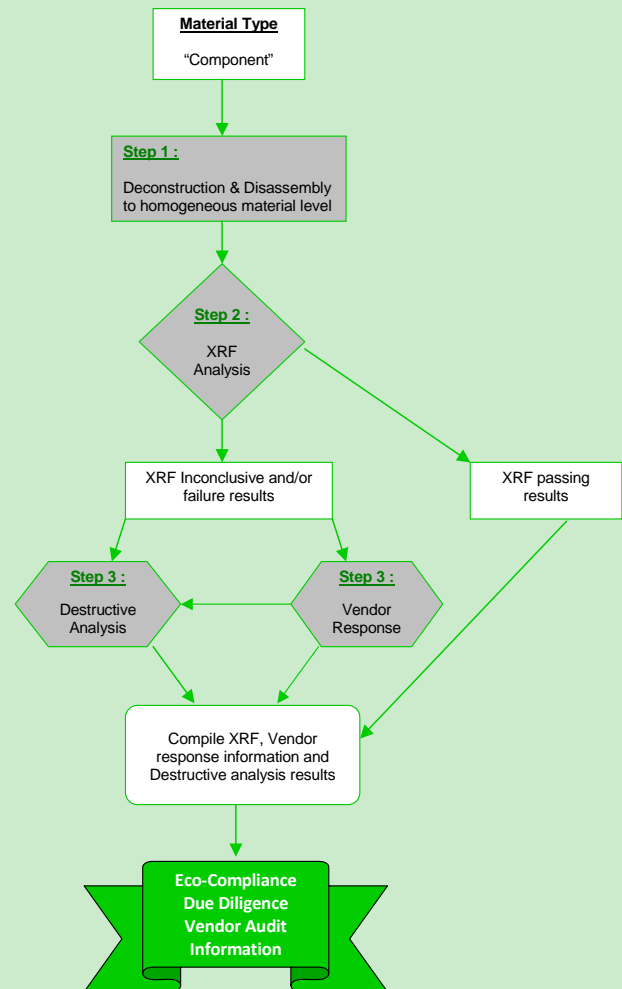 Material Type
“Component”
Step 1 :
Deconstruction & Disassembly
to homogeneous material level
Step 2 :
XRF
Analysis
XRF Inconclusive and/or
failure results
XRF passing
results
Step 3 :
Destructive
Analysis
Step 3 :
Vendor
Response
Compile XRF, Vendor
response information and
Destructive analysis results
Eco-Compliance
Due Diligence
Vendor Audit
Information